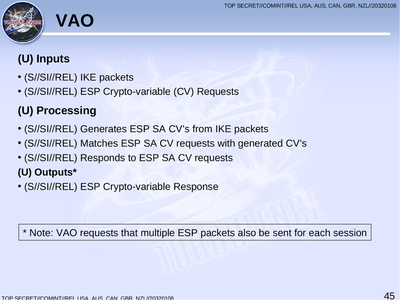 TOP SECRET//COMINT//REL USA, AUS, CAN, GBR, NZL//20320108
VAO
(U) Inputs
• (S//SI//REL) IKE packets
• (S//SI//REL) ESP Crypto-variable (CV) Requests
(U) Processing
• (S//SI//REL) Generates ESP SA CV's from IKE packets
• (S//SI//REL) Matches ESP SA CV requests with generated CV's
• (S//SI//REL) Responds to ESP SA CV requests
(U) Outputs*
• (S//SI//REL) ESP Crypto-variable Response
* Note: VAO requests that multiple ESP packets also be sent for each session
TOP SECRET//COMINT//REL USA, AUS, CAN, GBR, NZL//20320108
45